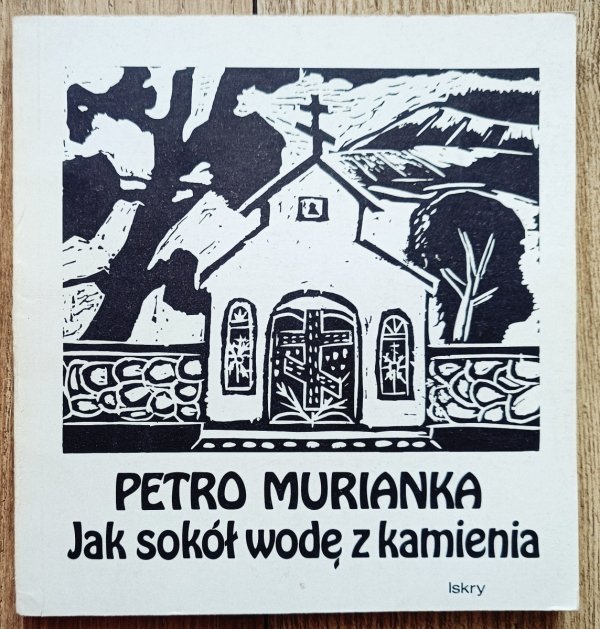 PETRO MURIANKA
Jak sokół wodę z kamienia
Iskry